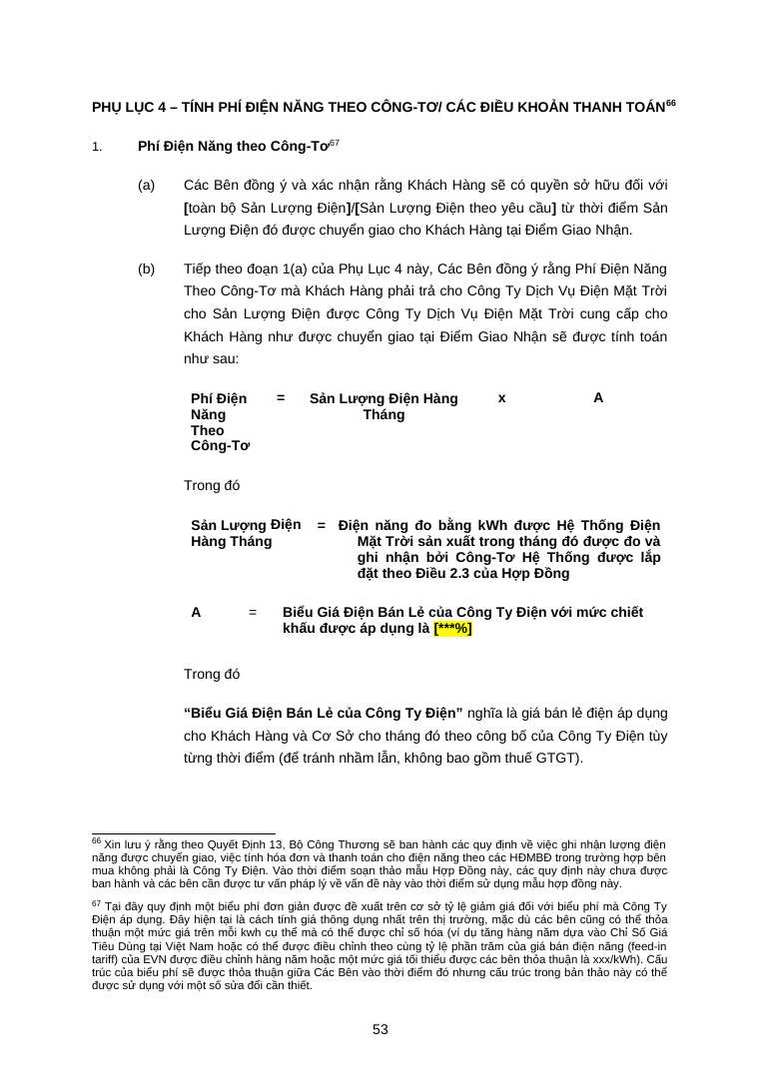 PHỤ LỤC 4 – TÍNH PHÍ ĐIỆN NĂNG THEO CÔNG-TƠ/ CÁC ĐIỀU KHOẢN THANH TOÁN66
1. Phí Điện Năng theo Công-Tơ67
(a) Các Bên đồng ý và xác nhận rằng Khách Hàng sẽ có quyền sở hữu đối với
[toàn bộ Sản Lượng Điện]/[Sản Lượng Điện theo yêu cầu] từ thời điểm Sản
Lượng Điện đó được chuyển giao cho Khách Hàng tại Điểm Giao Nhận.
(b) Tiếp theo đoạn 1(a) của Phụ Lục 4 này, Các Bên đồng ý rằng Phí Điện Năng
Theo Công-Tơ mà Khách Hàng phải trả cho Công Ty Dịch Vụ Điện Mặt Trời
cho Sản Lượng Điện được Công Ty Dịch Vụ Điện Mặt Trời cung cấp cho
Khách Hàng như được chuyển giao tại Điểm Giao Nhận sẽ được tính toán
như sau:
Phí Điện = Sản Lượng Điện Hàng x A
Năng Tháng
Theo
Công-Tơ
Trong đó
Sản Lượng Điện = Điện năng đo bằng kWh được Hệ Thống Điện
Hàng Tháng Mặt Trời sản xuất trong tháng đó được đo và
ghi nhận bởi Công-Tơ Hệ Thống được lắp
đặt theo Điều 2.3 của Hợp Đồng
A = Biểu Giá Điện Bán Lẻ của Công Ty Điện với mức chiết
khấu được áp dụng là [***%]
Trong đó
“Biểu Giá Điện Bán Lẻ của Công Ty Điện” nghĩa là giá bán lẻ điện áp dụng
cho Khách Hàng và Cơ Sở cho tháng đó theo công bố của Công Ty Điện tùy
từng thời điểm (để tránh nhầm lẫn, không bao gồm thuế GTGT).
66 Xin lưu ý rằng theo Quyết Định 13, Bộ Công Thương sẽ ban hành các quy định về việc ghi nhận lượng điện
năng được chuyển giao, việc tính hóa đơn và thanh toán cho điện năng theo các HĐMBĐ trong trường hợp bên
mua không phải là Công Ty Điện. Vào thời điểm soạn thảo mẫu Hợp Đồng này, các quy định này chưa được
ban hành và các bên cần được tư vấn pháp lý về vấn đề này vào thời điểm sử dụng mẫu hợp đồng này.
67 Tại đây quy định một biểu phí đơn giản được đề xuất trên cơ sở tỷ lệ giảm giá đối với biểu phí mà Công Ty
Điện áp dụng. Đây hiện tại là cách tính giá thông dụng nhất trên thị trường, mặc dù các bên cũng có thể thỏa
thuận một mức giá trên mỗi kwh cụ thể mà có thể được chỉ số hóa (ví dụ tăng hàng năm dựa vào Chỉ Số Giá
Tiêu Dùng tại Việt Nam hoặc có thể được điều chỉnh theo cùng tỷ lệ phần trăm của giá bán điện năng (feed-in
tariff) của EVN được điều chỉnh hàng năm hoặc một mức giá tối thiểu được các bên thỏa thuận là xxx/kWh). Cấu
trúc của biểu phí sẽ được thỏa thuận giữa Các Bên vào thời điểm đó nhưng cấu trúc trong bản thảo này có thể
được sử dụng với một số sửa đổi cần thiết.
53